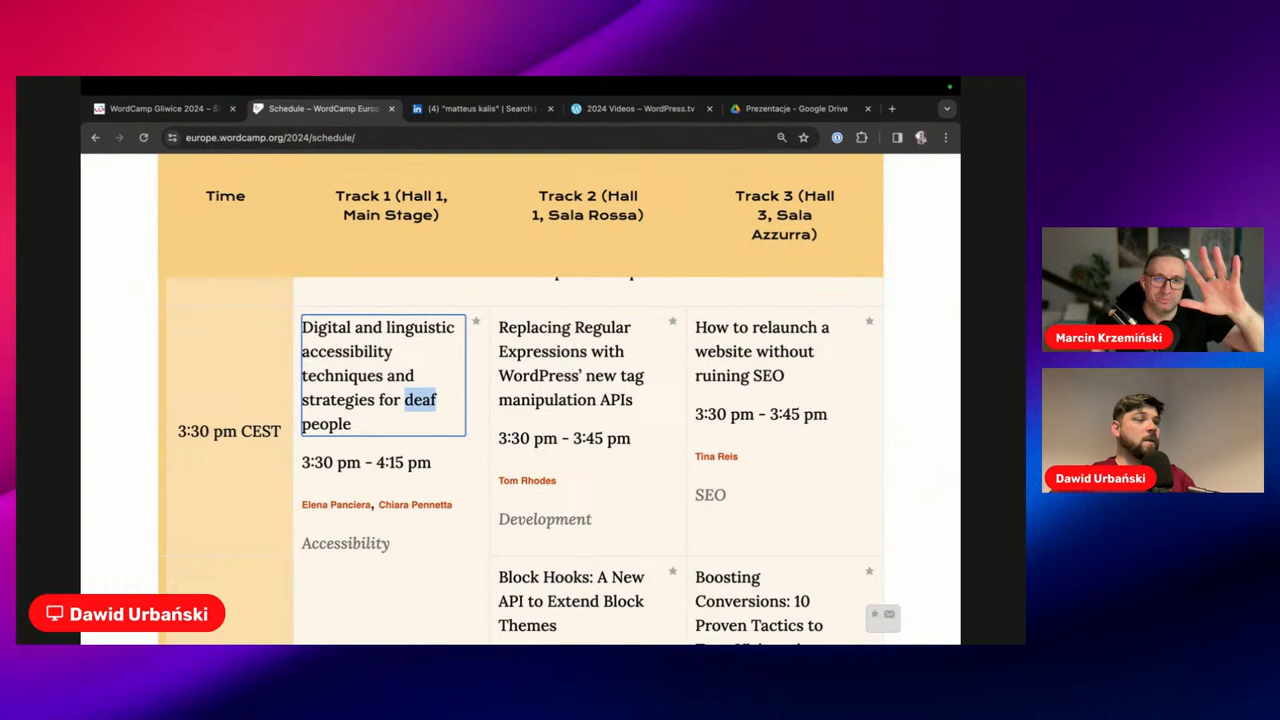 WordCamp Gliwice 2024 – Ś
Schedule – WordCamp Europ
(4) "matteus kalis" | Search |
2024 Videos – WordPress.tv
Prezentacje - Google Drive
europe.wordcamp.org/2024/schedule/
Time
Track 1 (Hall 1,
Main Stage)
Track 2 (Hall
1, Sala Rossa)
Track 3 (Hall
3, Sala
Azzurra)
3:30 pm CEST
Digital and linguistic
accessibility
techniques and
strategies for deaf
people
3:30 pm – 4:15 pm
Elena Panciera, Chiara Pennetta
Accessibility
Replacing Regular
Expressions with
WordPress’ new tag
manipulation APIs
3:30 pm – 3:45 pm
Tom Rhodes
Development
How to relaunch a
website without
ruining SEO
3:30 pm – 3:45 pm
Tina Reis
SEO
Block Hooks: A New
API to Extend Block
Themes
Boosting
Conversions: 10
Proven Tactics to
Marcin Krzemiński
Dawid Urbański
Dawid Urbański